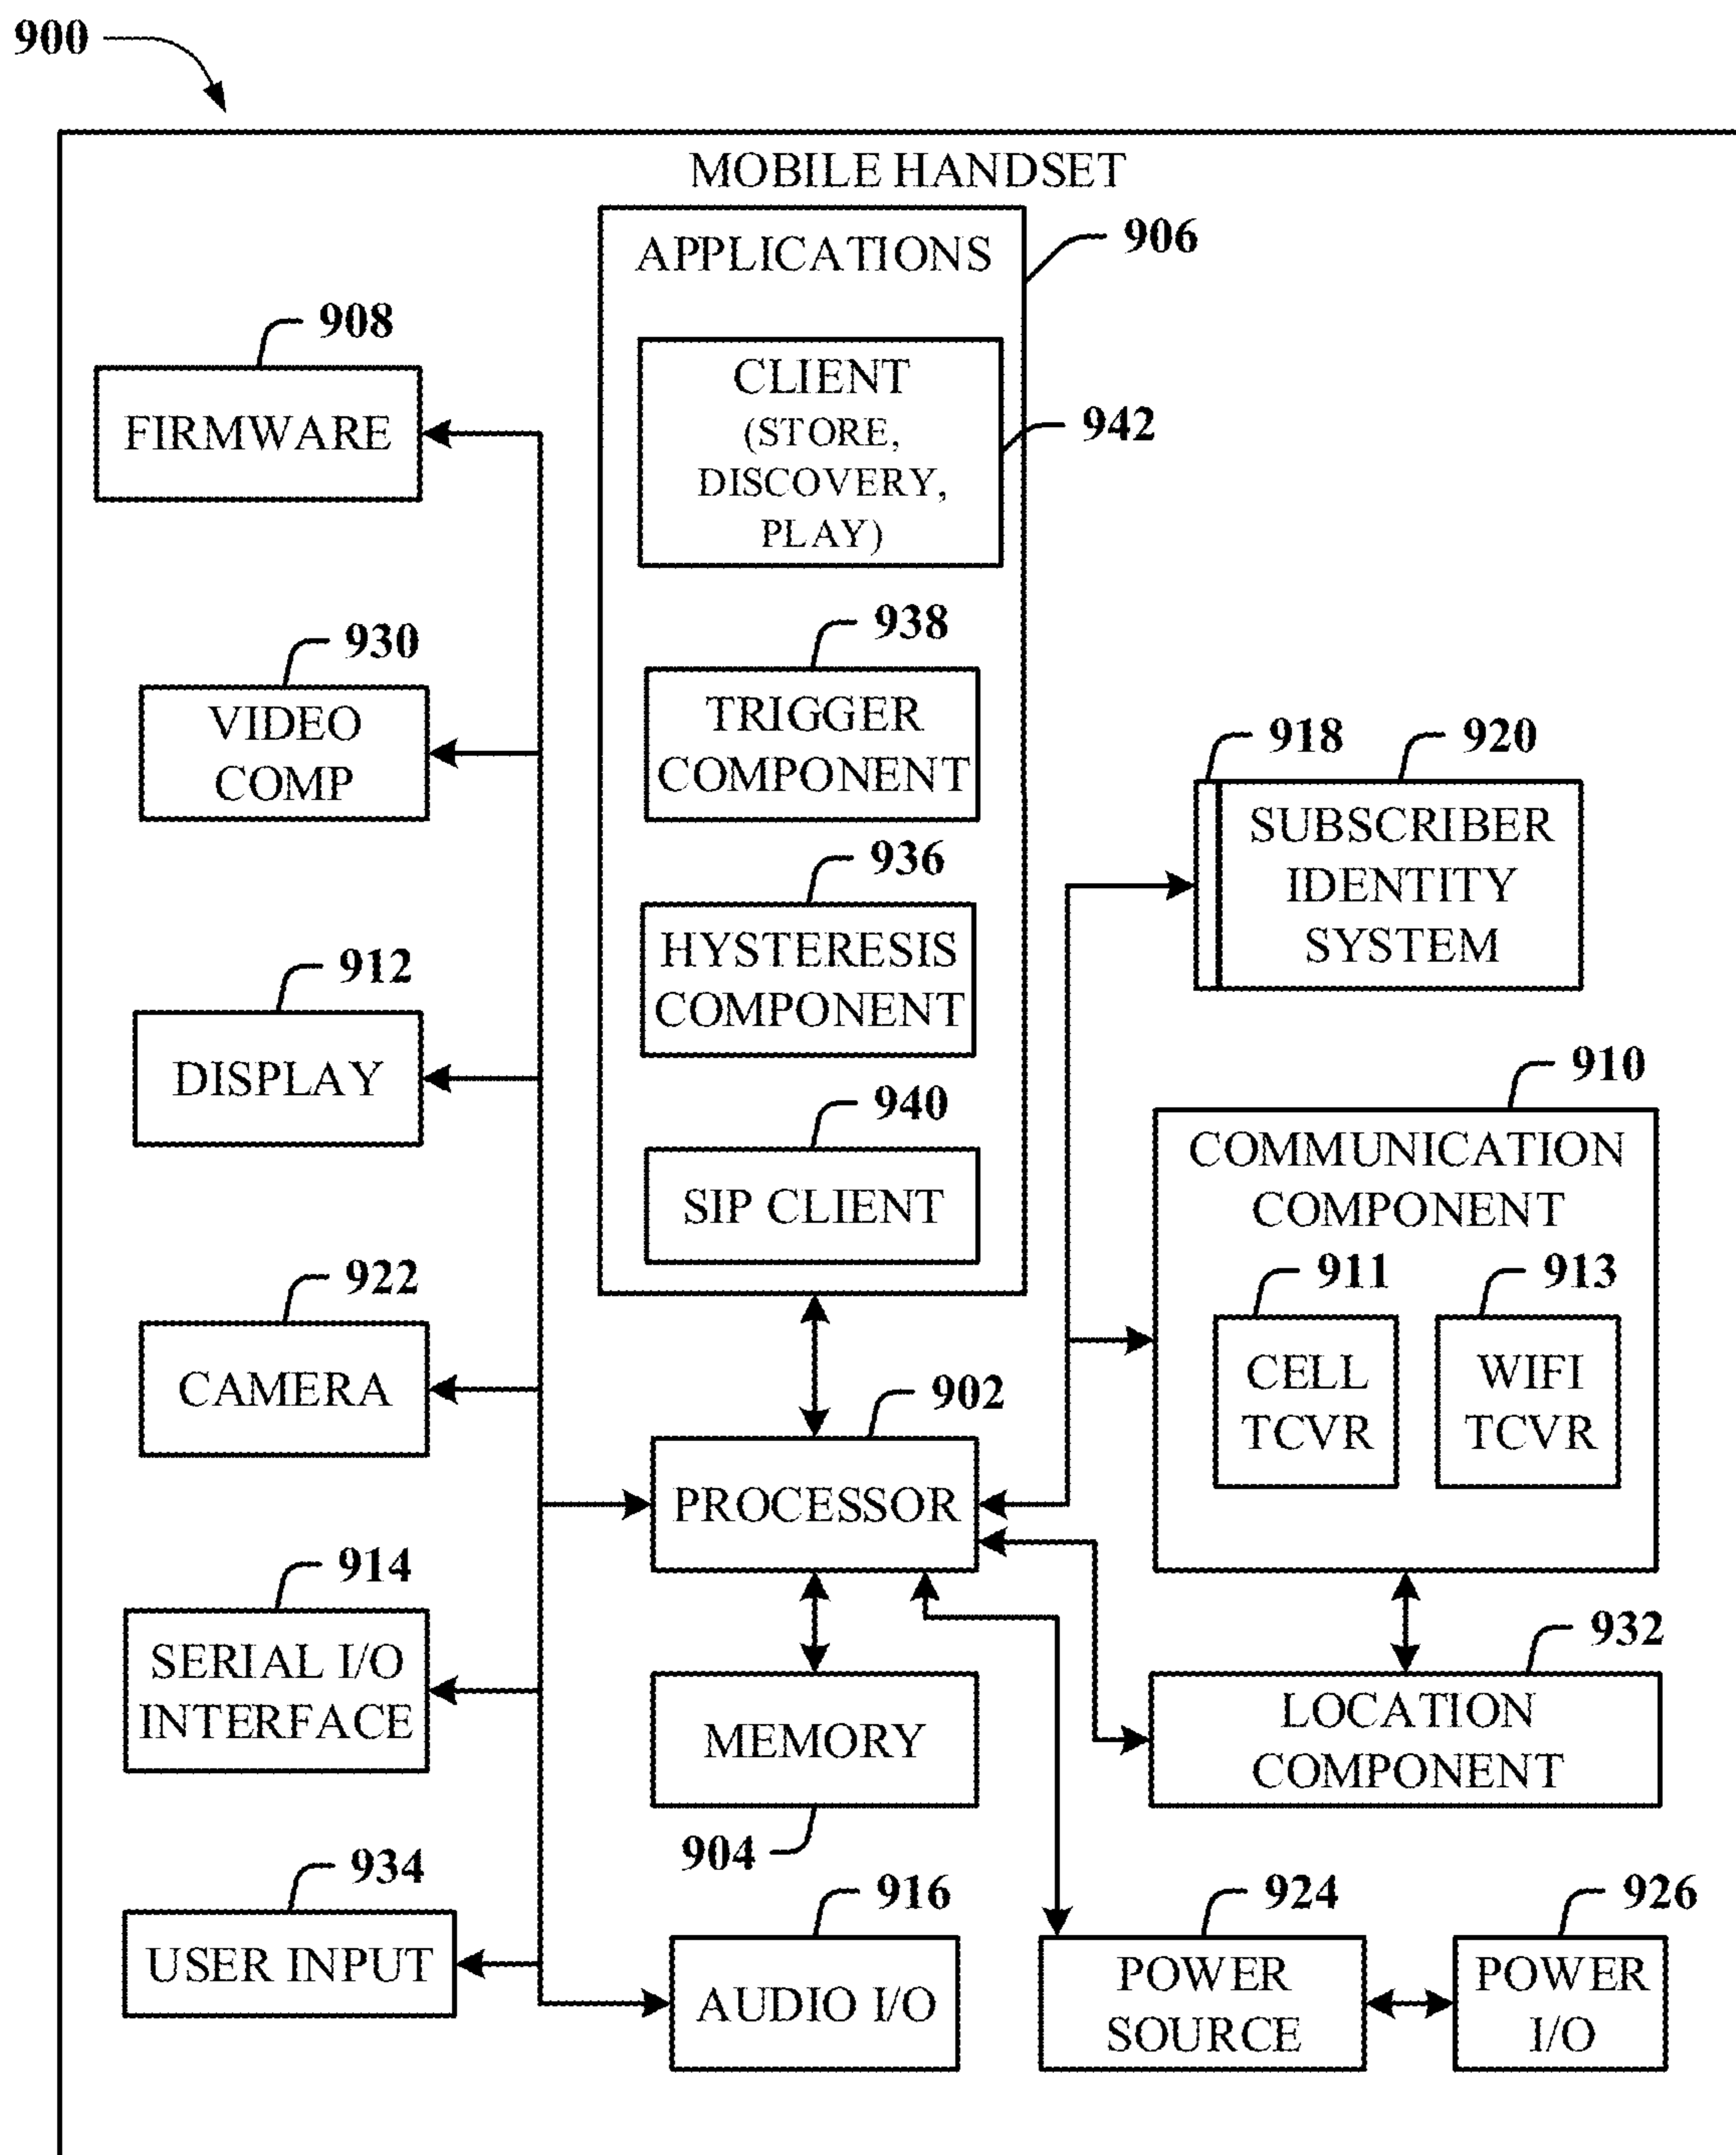 900
MOBILE HANDSET
APPLICATIONS
906
CLIENT
(STORE,
DISCOVERY,
PLAY)
942
938
TRIGGER
COMPONENT
936
HYSTERESIS
COMPONENT
940
SIP CLIENT
908
FIRMWARE
930
VIDEO
COMP
912
DISPLAY
922
CAMERA
914
SERIAL I/O
INTERFACE
934
USER INPUT
902
PROCESSOR
MEMORY
904
916
AUDIO I/O
918
920
SUBSCRIBER
IDENTITY
SYSTEM
910
COMMUNICATION
COMPONENT
911
CELL
TCVR
913
WIFI
TCVR
932
LOCATION
COMPONENT
924
POWER
SOURCE
926
POWER
I/O